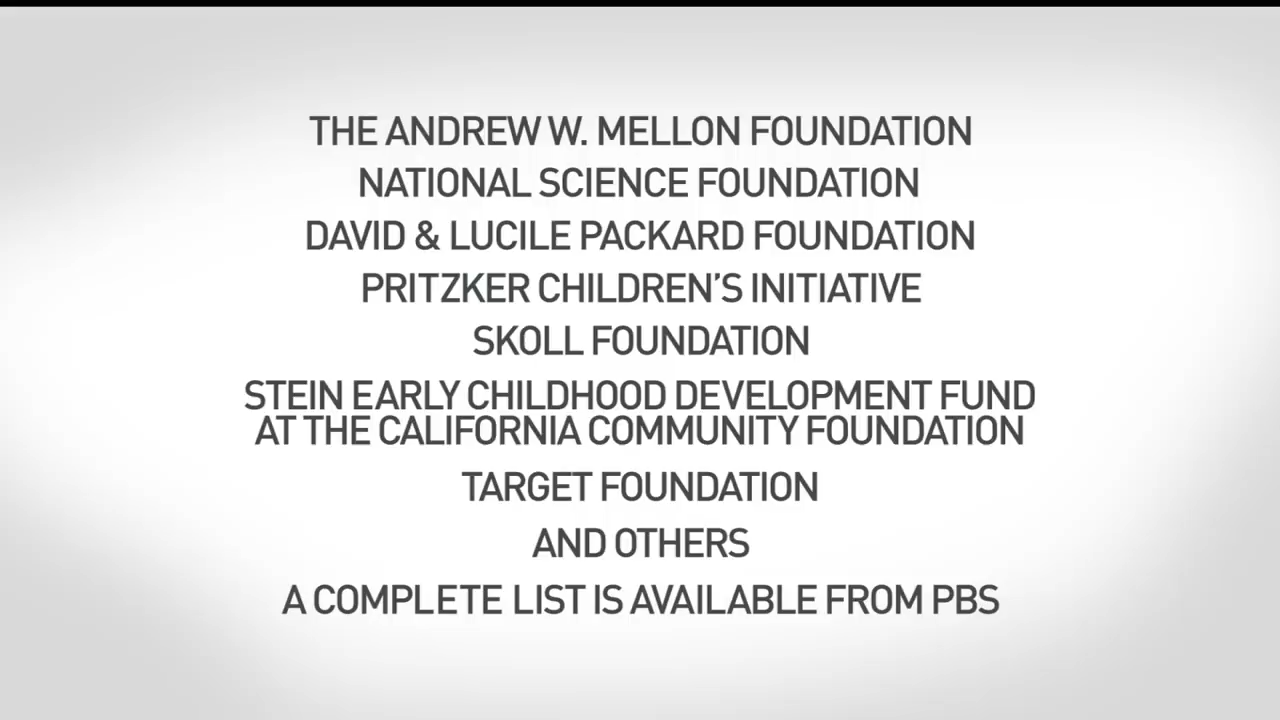 THE ANDREW W. MELLON FOUNDATION
NATIONAL SCIENCE FOUNDATION
DAVID & LUCILE PACKARD FOUNDATION
PRITZKER CHILDREN'S INITIATIVE
SKOLL FOUNDATION
STEIN EARLY CHILDHOOD DEVELOPMENT FUND
AT THE CALIFORNIA COMMUNITY FOUNDATION
TARGET FOUNDATION
AND OTHERS
A COMPLETE LIST IS AVAILABLE FROM PBS